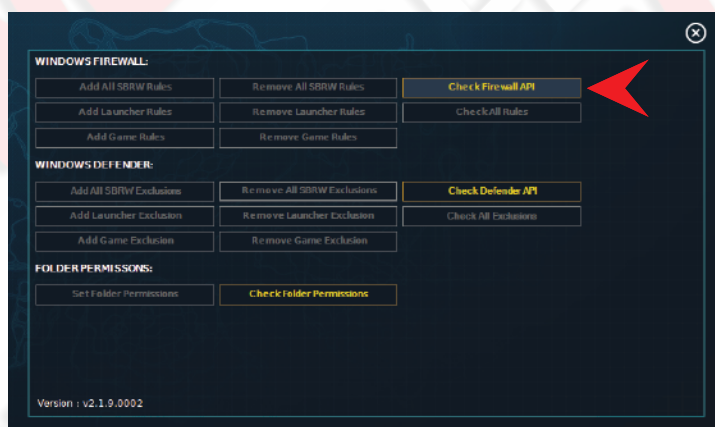 WINDOWS FIREWALL:
Add All SBRW Rules Remove All SBRW Rules Check Firewall API
Add Launcher Rules Remove Launcher Rules Check All Rules
Add Game Rules Remove Game Rules
WINDOWS DEFENDER:
Add All SBRW Exclusions Remove All SBRW Exclusions Check Defender API
Add Launcher Exclusion Remove Launcher Exclusion Check All Exclusions
Add Game Exclusion Remove Game Exclusion
FOLDER PERMISSONS:
Set Folder Permissions Check Folder Permissions
Version : v2.1.9.0002